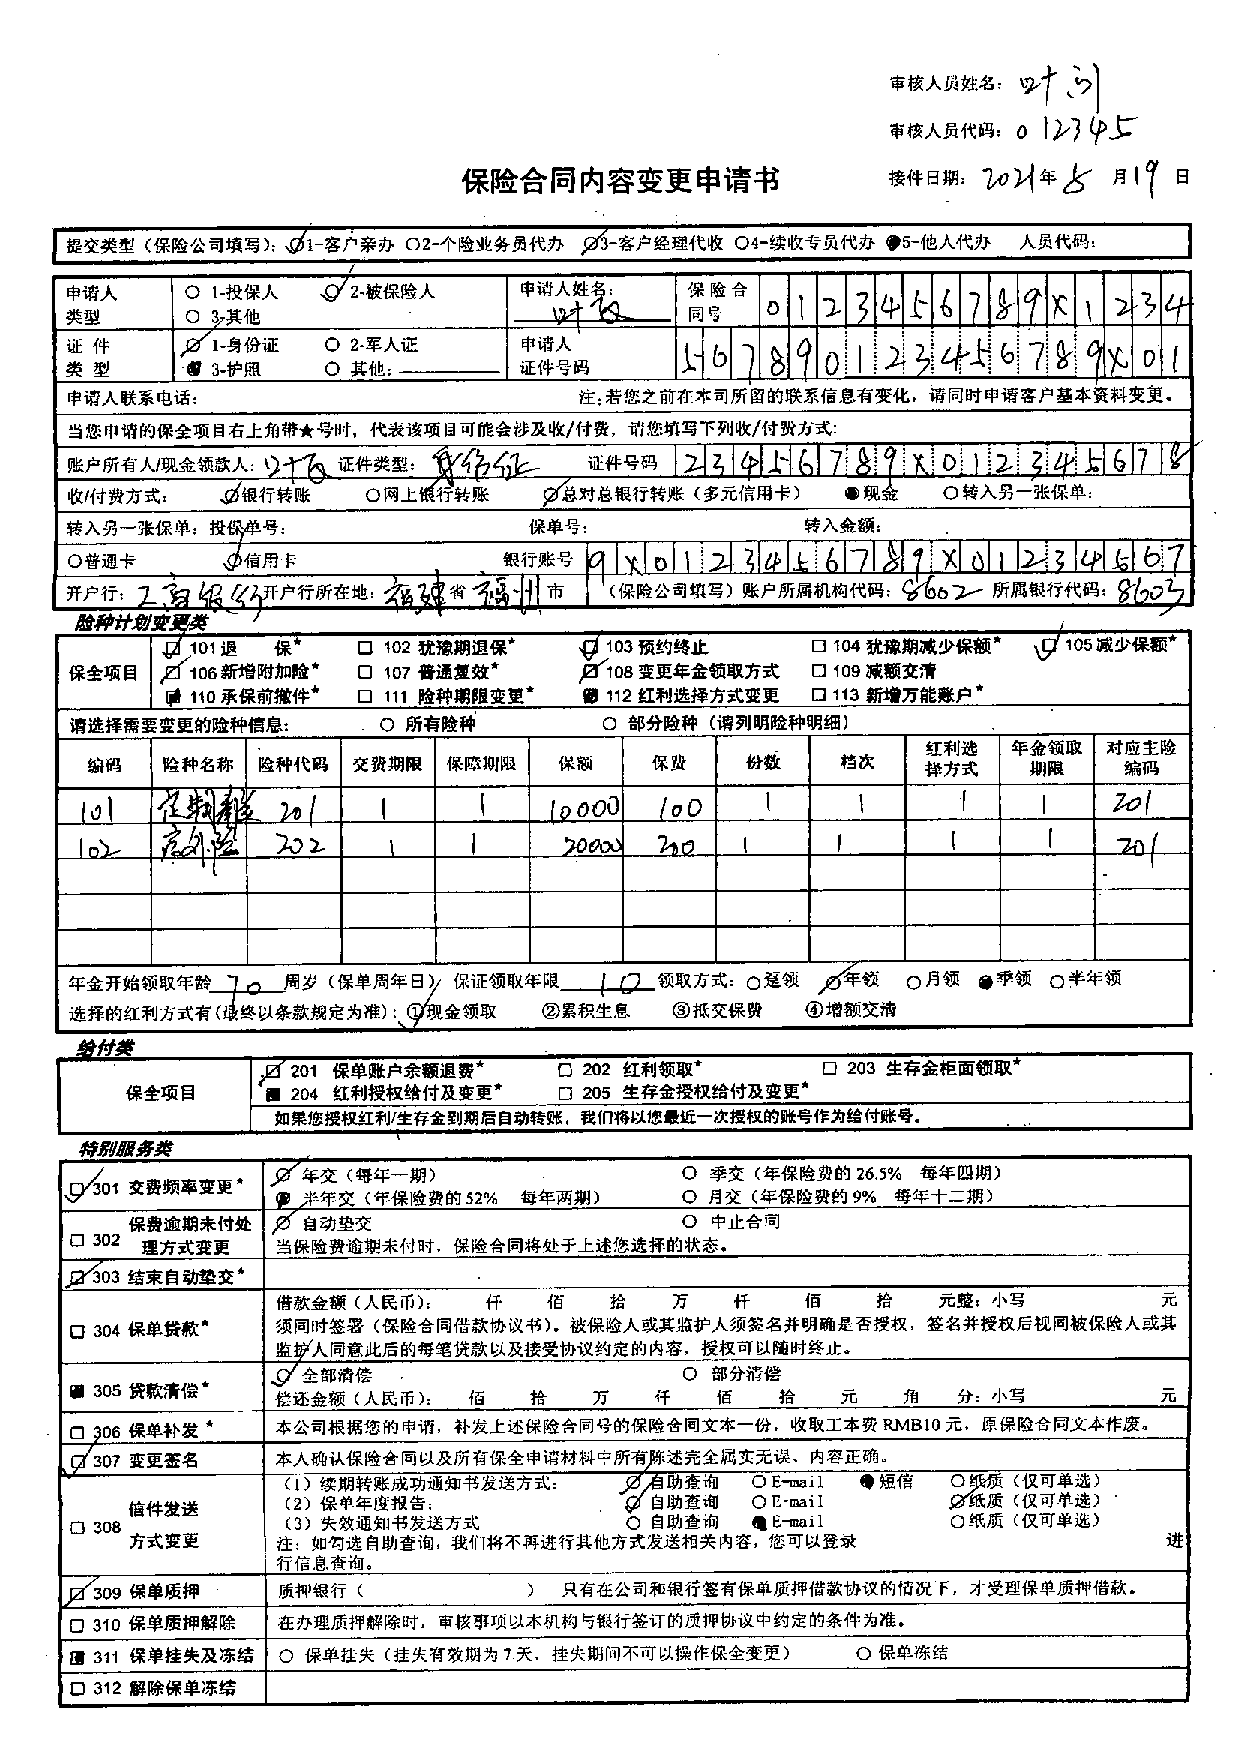 审核人员姓名：叶问
审核人员代码：012345
保险合同内容变更申请书
接件日期：2021年5月19日
提交类型（保险公司填写）：○1-客户亲办 ○2-个险业务员代办 ○3-客户经理代收 ○4-续收专员代办 ●5-他人代办 人员代码：
申请人类型 ○ 1-投保人 ○ 2-被保险人 ○ 3-其他
申请人姓名： 保险合同号 0123456789X1234
证件类型 ○ 1-身份证 ○ 2-军人证 ● 3-护照 ○ 其他：
申请人证件号码 567890123456789X01
申请人联系电话： 注：若您之前在本司所留的联系信息有变化，请同时申请客户基本资料变更。
当您申请的保全项目右上角带★号时，代表该项目可能会涉及收/付费，请您填写下列收/付费方式：
账户所有人/现金领款人： 证件类型：身份证 证件号码 23456789X012345678
收/付费方式： ○银行转账 ○网上银行转账 ○总对总银行转账（多元信用卡） ●现金 ○转入另一张保单：
转入另一张保单：投保单号： 保单号： 转入金额：
○普通卡 ○信用卡 银行账号 9X0123456789X01234567
开户行：工商银行 开户行所在地：福建省福州市 （保险公司填写）账户所属机构代码：8602 所属银行代码：8603
险种计划变更类
保全项目
□ 101 退 保* □ 102 犹豫期退保* □ 103 预约终止 □ 104 犹豫期减少保额* □ 105 减少保额*
□ 106 新增附加险* □ 107 普通复效* □ 108 变更年金领取方式 □ 109 减额交清
■ 110 承保前撤件* □ 111 险种期限变更* ■ 112 红利选择方式变更 □ 113 新增万能账户*
请选择需要变更的险种信息： ○ 所有险种 ○ 部分险种（请列明险种明细）
编码 险种名称 险种代码 交费期限 保障期限 保额 保费 份数 档次 红利选择方式 年金领取期限 对应主险编码
101 201 1 1 10000 100 1 1 1 1 201
102 意外险 202 1 1 20000 200 1 1 1 1 201
年金开始领取年龄 70 周岁（保单周年日） 保证领取年限 10 领取方式：○趸领 ○年领 ○月领 ●季领 ○半年领
选择的红利方式有（最终以条款规定为准）：①现金领取 ②累积生息 ③抵交保费 ④增额交清
给付类
保全项目
□ 201 保单账户余额退费* □ 202 红利领取* □ 203 生存金柜面领取*
■ 204 红利授权给付及变更* □ 205 生存金授权给付及变更*
如果您授权红利/生存金到期后自动转账，我们将以您最近一次授权的账号作为给付账号。
特别服务类
□ 301 交费频率变更*
○ 年交（每年一期） ○ 季交（年保险费的26.5% 每年四期）
● 半年交（年保险费的52% 每年两期） ○ 月交（年保险费的9% 每年十二期）
□ 302 保费逾期未付处理方式变更
○ 自动垫交 ○ 中止合同
当保险费逾期未付时，保险合同将处于上述您选择的状态。
□ 303 结束自动垫交*
□ 304 保单贷款*
借款金额（人民币）： 仟 佰 拾 万 仟 佰 拾 元整；小写 元
须同时签署（保险合同借款协议书）。被保险人或其监护人须签名并明确是否授权，签名并授权后视同被保险人或其
监护人同意此后的每笔贷款以及接受协议约定的内容，授权可以随时终止。
■ 305 贷款清偿*
○ 全部清偿 ○ 部分清偿
偿还金额（人民币）： 佰 拾 万 仟 佰 拾 元 角 分：小写 元
□ 306 保单补发* 本公司根据您的申请，补发上述保险合同号的保险合同文本一份，收取工本费RMB10元，原保险合同文本作废。
□ 307 变更签名 本人确认保险合同以及所有保全申请材料中所有陈述完全属实无误、内容正确。
□ 308 信件发送方式变更
（1）续期转账成功通知书发送方式： ○自助查询 ○E-mail ●短信 ○纸质（仅可单选）
（2）保单年度报告： ○自助查询 ○E-mail ○纸质（仅可单选）
（3）失效通知书发送方式 ○ 自助查询 ●E-mail ○纸质（仅可单选）
注：如勾选自助查询，我们将不再进行其他方式发送相关内容，您可以登录 进
行信息查询。
□ 309 保单质押 质押银行（ ） 只有在公司和银行签有保单质押借款协议的情况下，才受理保单质押借款。
□ 310 保单质押解除 在办理质押解除时，审核事项以本机构与银行签订的质押协议中约定的条件为准。
■ 311 保单挂失及冻结 ○ 保单挂失（挂失有效期为7天，挂失期间不可以操作保全变更） ○ 保单冻结
□ 312 解除保单冻结